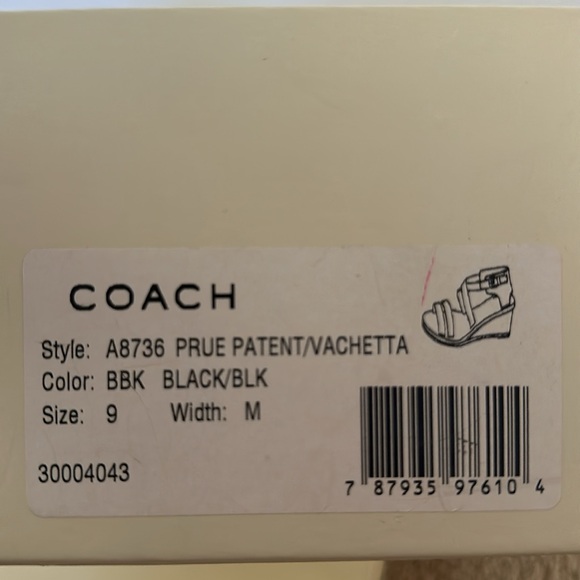 COACH
Style: A8736 PRUE PATENT/VACHETTA
Color: BBK BLACK/BLK
Size: 9 Width: M
30004043
7 87935 97610 4